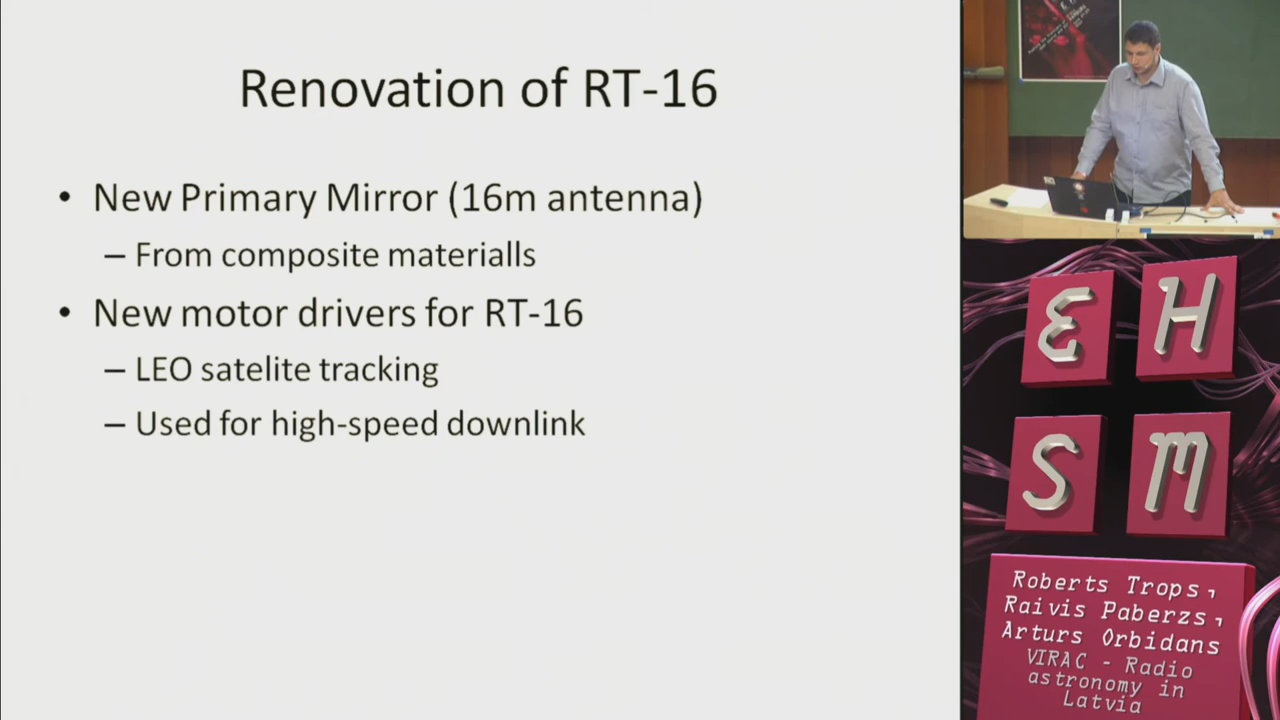 Renovation of RT-16
• New Primary Mirror (16m antenna)
– From composite materialls
• New motor drivers for RT-16
– LEO satelite tracking
– Used for high-speed downlink
E H
S M
Roberts Trops,
Raivis Paberzs,
Arturs Orbidans
VIRAC - Radio
astronomy in
Latvia